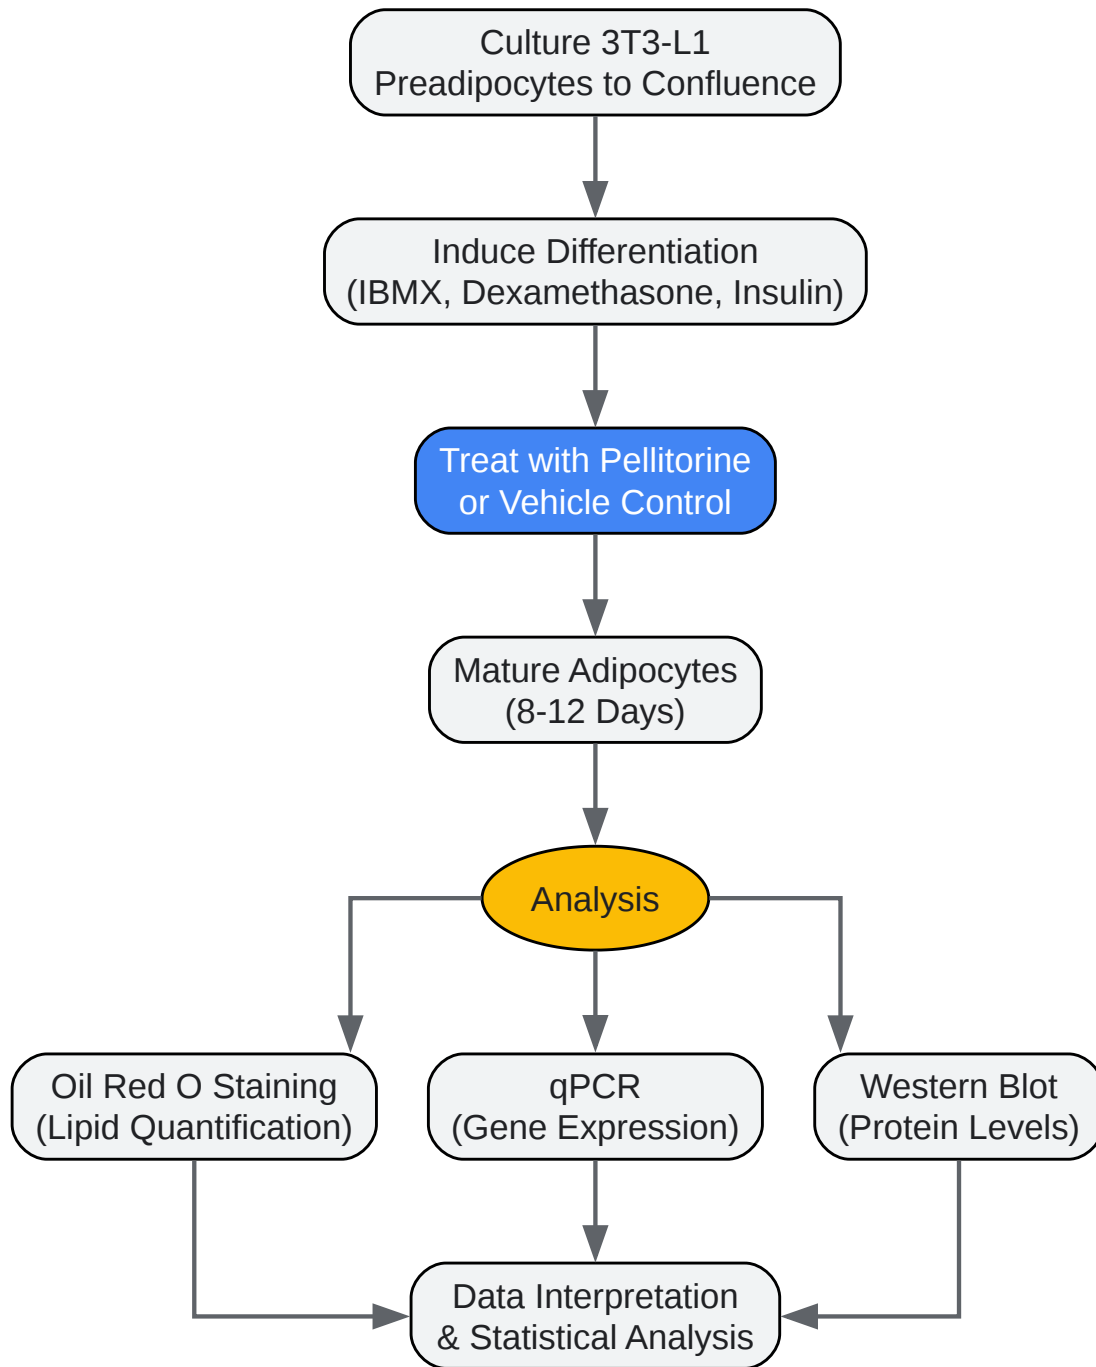 Culture 3T3-L1
Preadipocytes to Confluence
Induce Differentiation
(IBMX, Dexamethasone, Insulin)
Treat with Pellitorine
or Vehicle Control
Mature Adipocytes
(8-12 Days)
Analysis
Oil Red O Staining
(Lipid Quantification)
qPCR
(Gene Expression)
Western Blot
(Protein Levels)
Data Interpretation
& Statistical Analysis